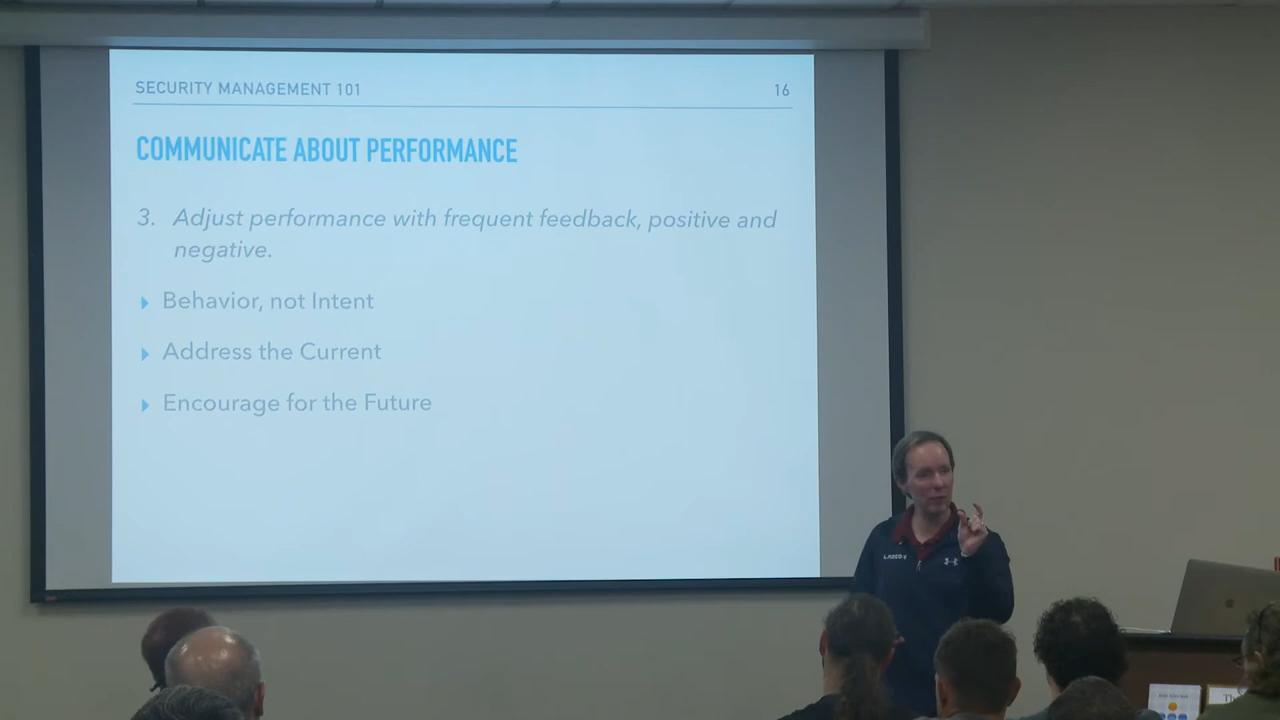 SECURITY MANAGEMENT 101
16
COMMUNICATE ABOUT PERFORMANCE
3. Adjust performance with frequent feedback, positive and
negative.
Behavior, not Intent
Address the Current
Encourage for the Future